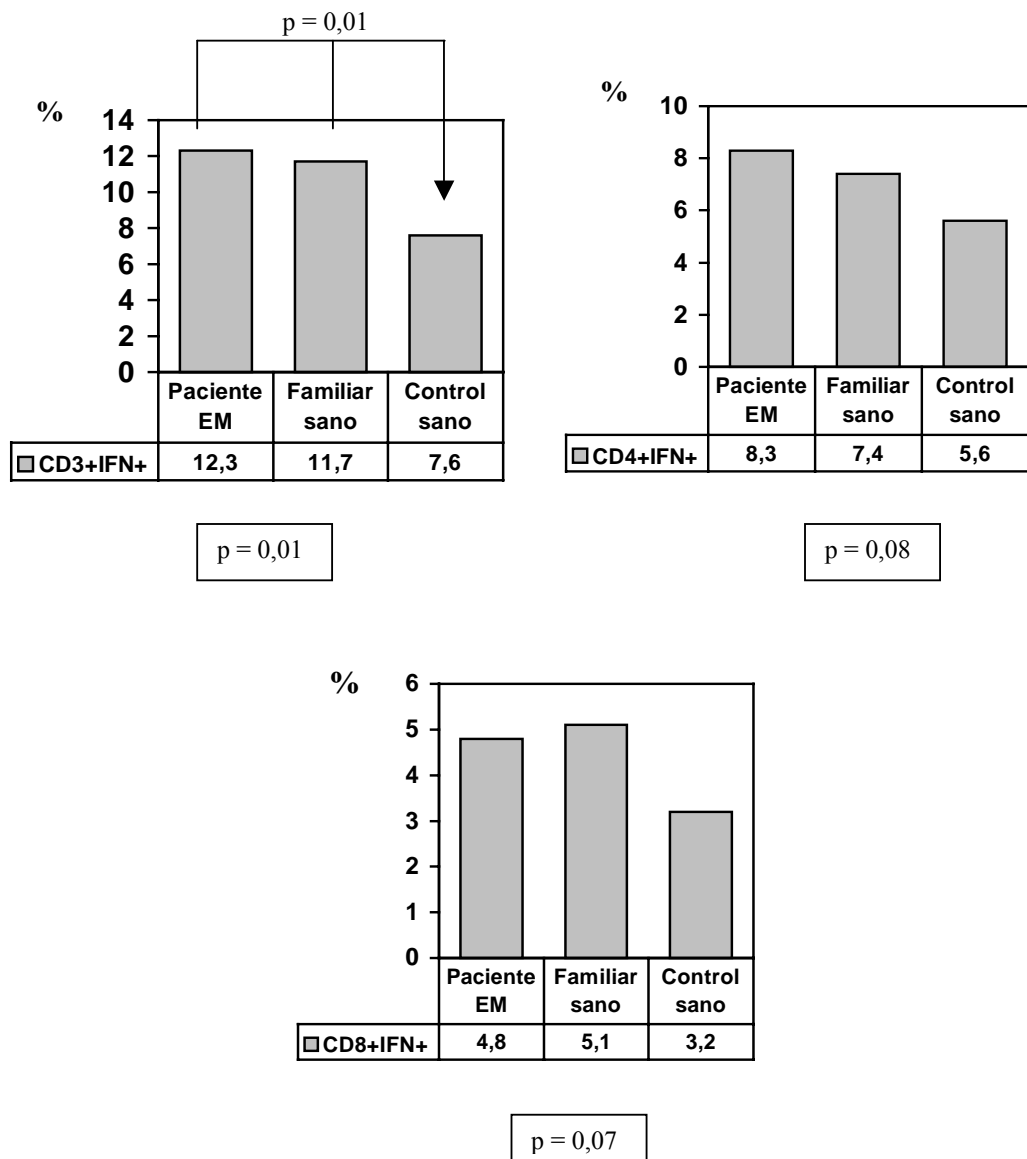 p = 0,01
%
14
12
10
8
6
4
2
0
Paciente EM
Familiar sano
Control sano
CD3+IFN+ 12,3 11,7 7,6
p = 0,01
%
10
8
6
4
2
0
Paciente EM
Familiar sano
Control sano
CD4+IFN+ 8,3 7,4 5,6
p = 0,08
%
6
5
4
3
2
1
0
Paciente EM
Familiar sano
Control sano
CD8+IFN+ 4,8 5,1 3,2
p = 0,07